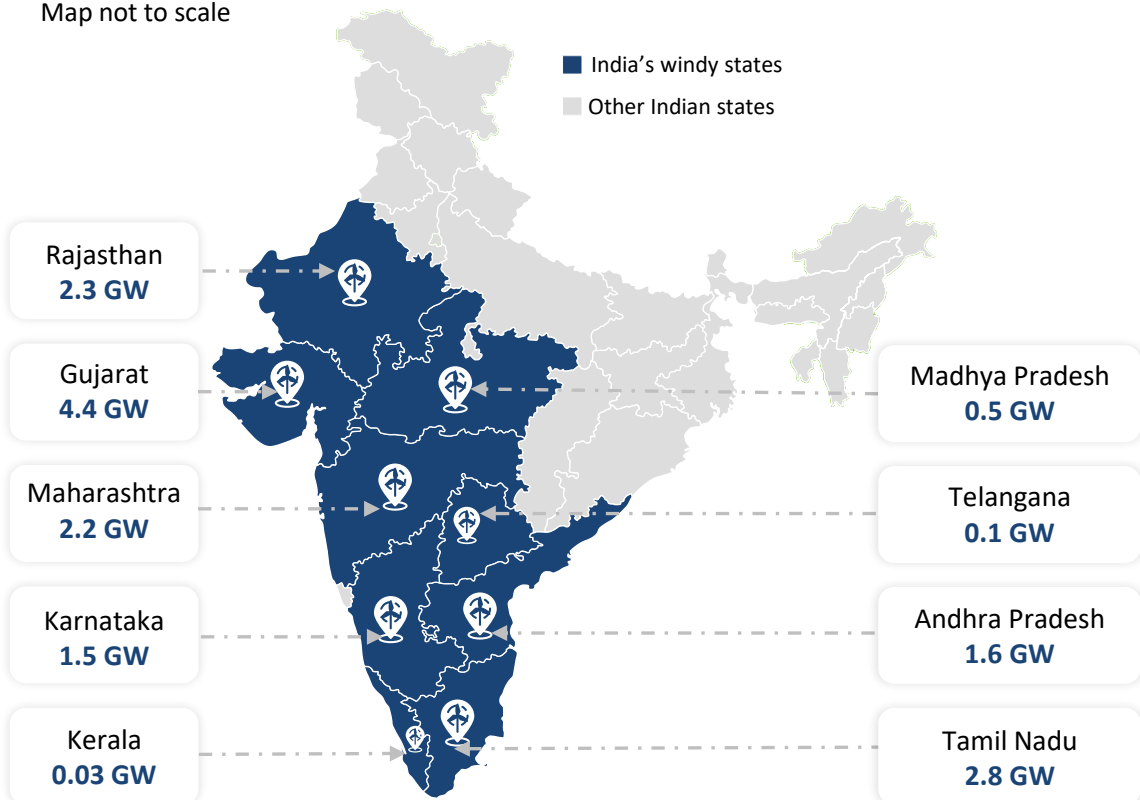 Map not to scale
India’s windy states
Other Indian states
Rajasthan
2.3 GW
Gujarat
4.4 GW
Maharashtra
2.2 GW
Karnataka
1.5 GW
Kerala
0.03 GW
Madhya Pradesh
0.5 GW
Telangana
0.1 GW
Andhra Pradesh
1.6 GW
Tamil Nadu
2.8 GW